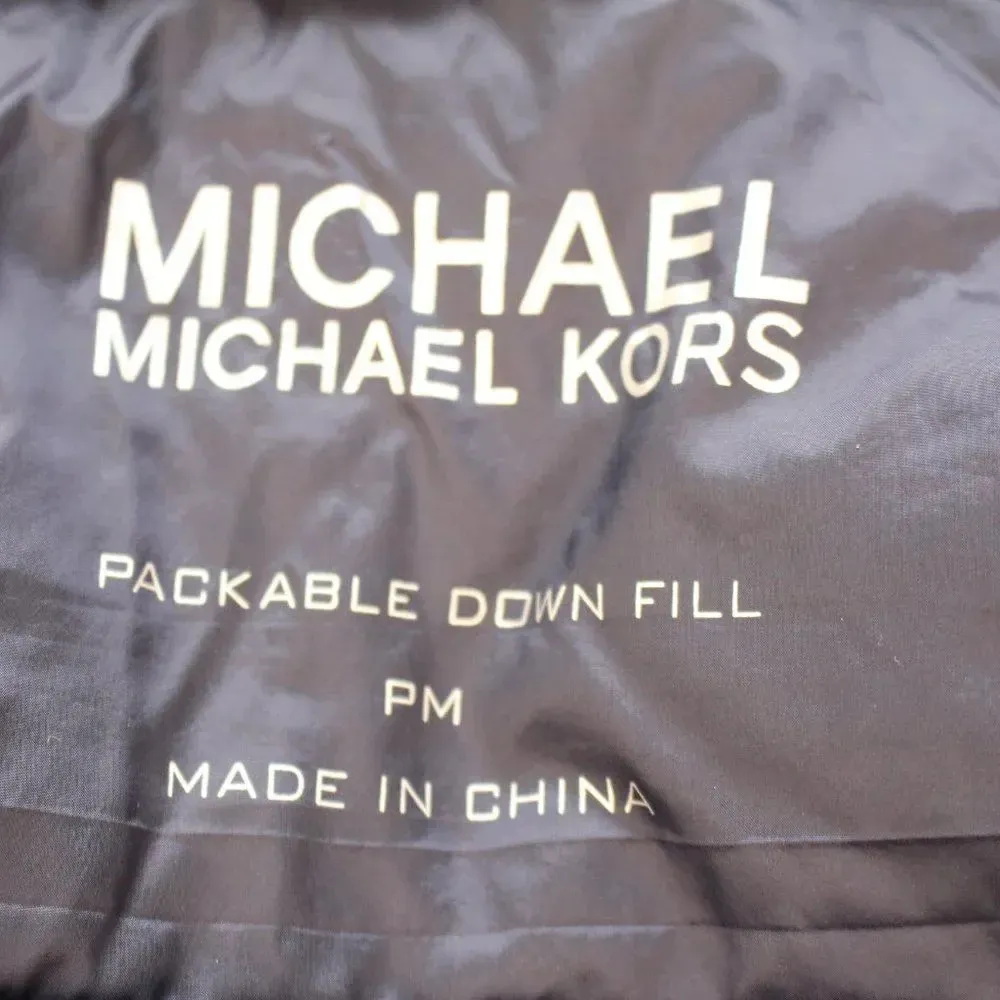 MICHAEL
MICHAEL KORS
PACKABLE DOWN FILL
PM
MADE IN CHINA